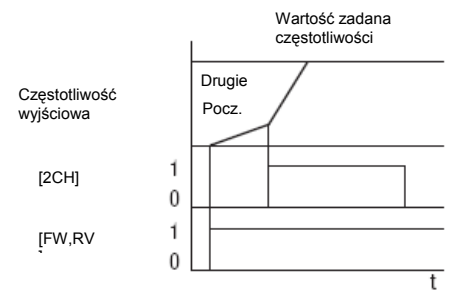 Wartość zadana
częstotliwości
Drugie
Pocz.
Częstotliwość
wyjściowa
[2CH]
1
0
[FW,RV
1
0
t